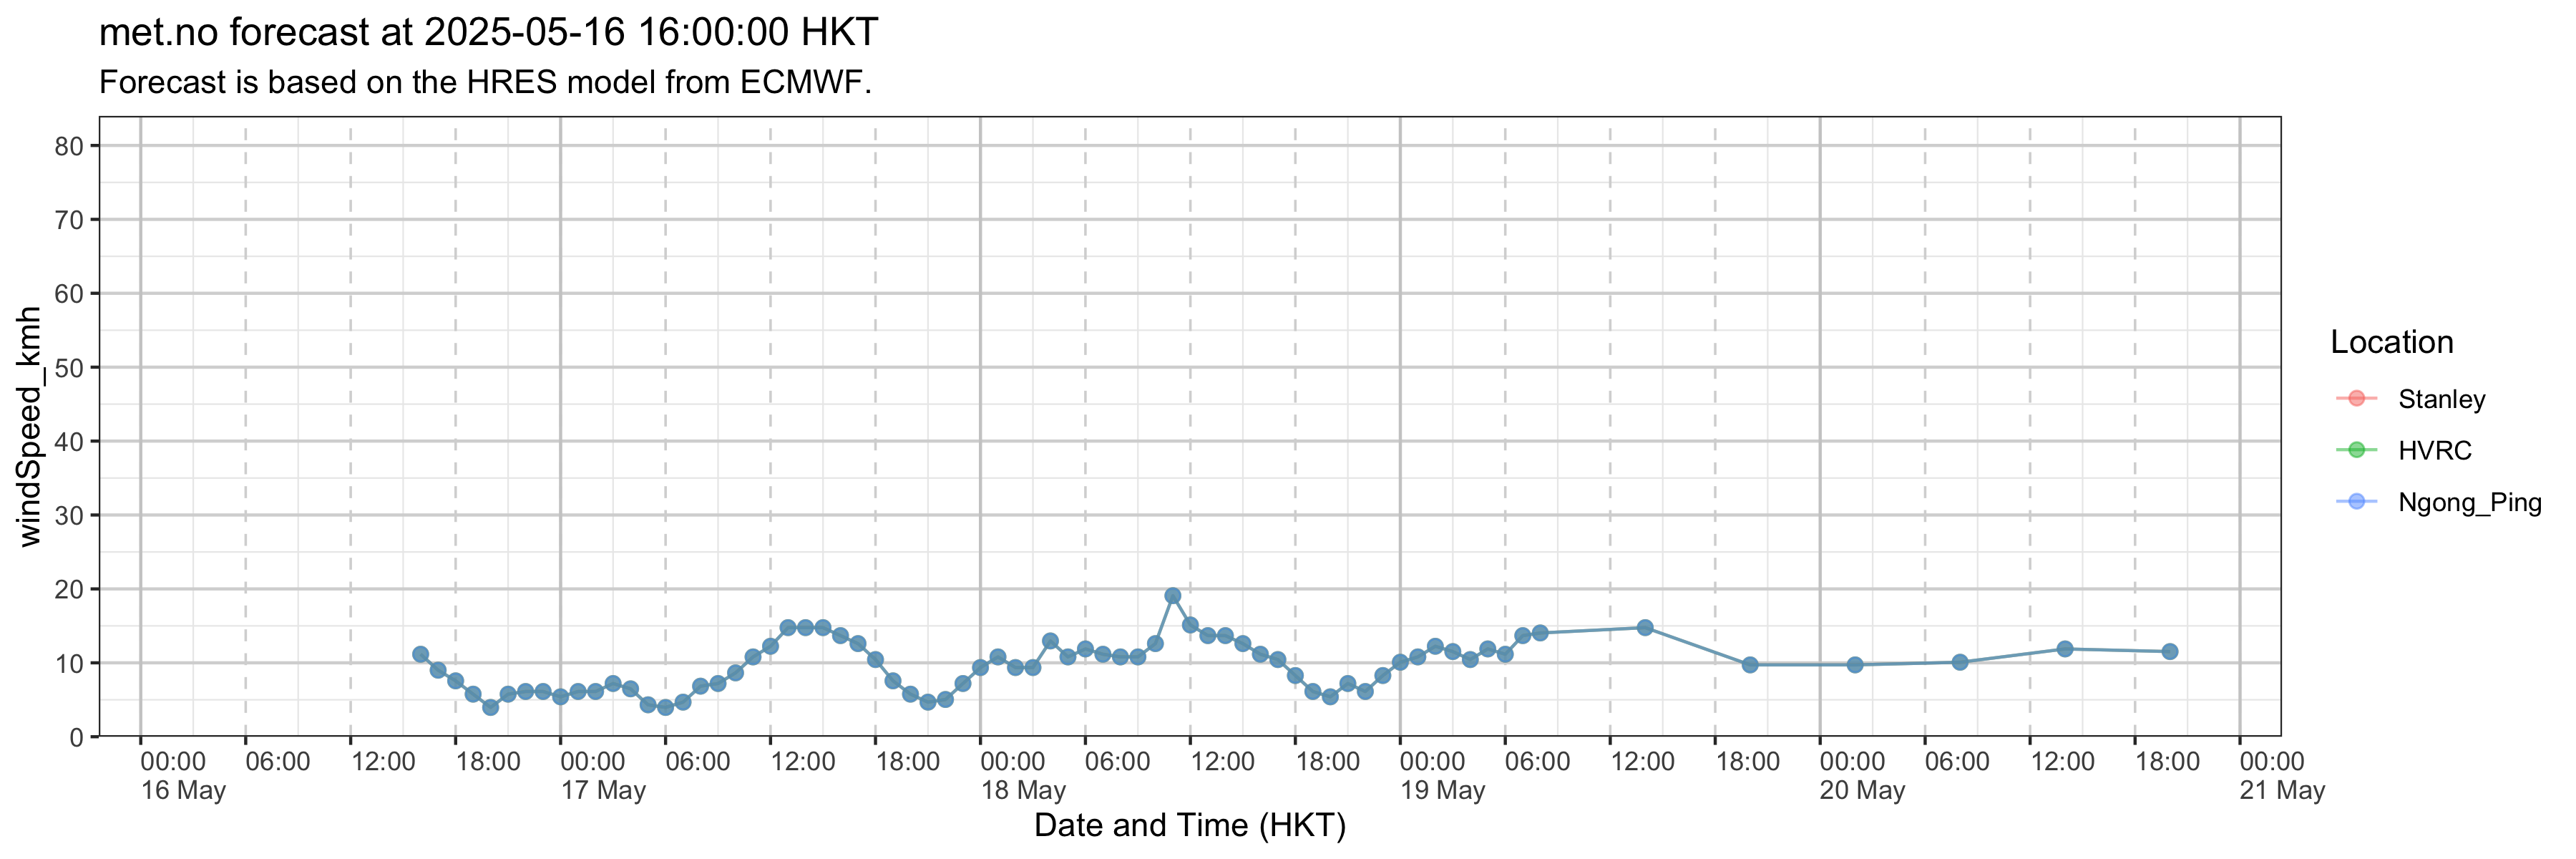 met.no forecast at 2025-05-16 16:00:00 HKT
Forecast is based on the HRES model from ECMWF.
windSpeed_kmh
80
70
60
50
40
30
20
10
0
00:00 06:00 12:00 18:00 00:00 06:00 12:00 18:00 00:00 06:00 12:00 18:00 00:00 06:00 12:00 18:00 00:00 06:00 12:00 18:00 00:00
16 May 17 May 18 May 19 May 20 May 21 May
Date and Time (HKT)
Location
Stanley
HVRC
Ngong_Ping